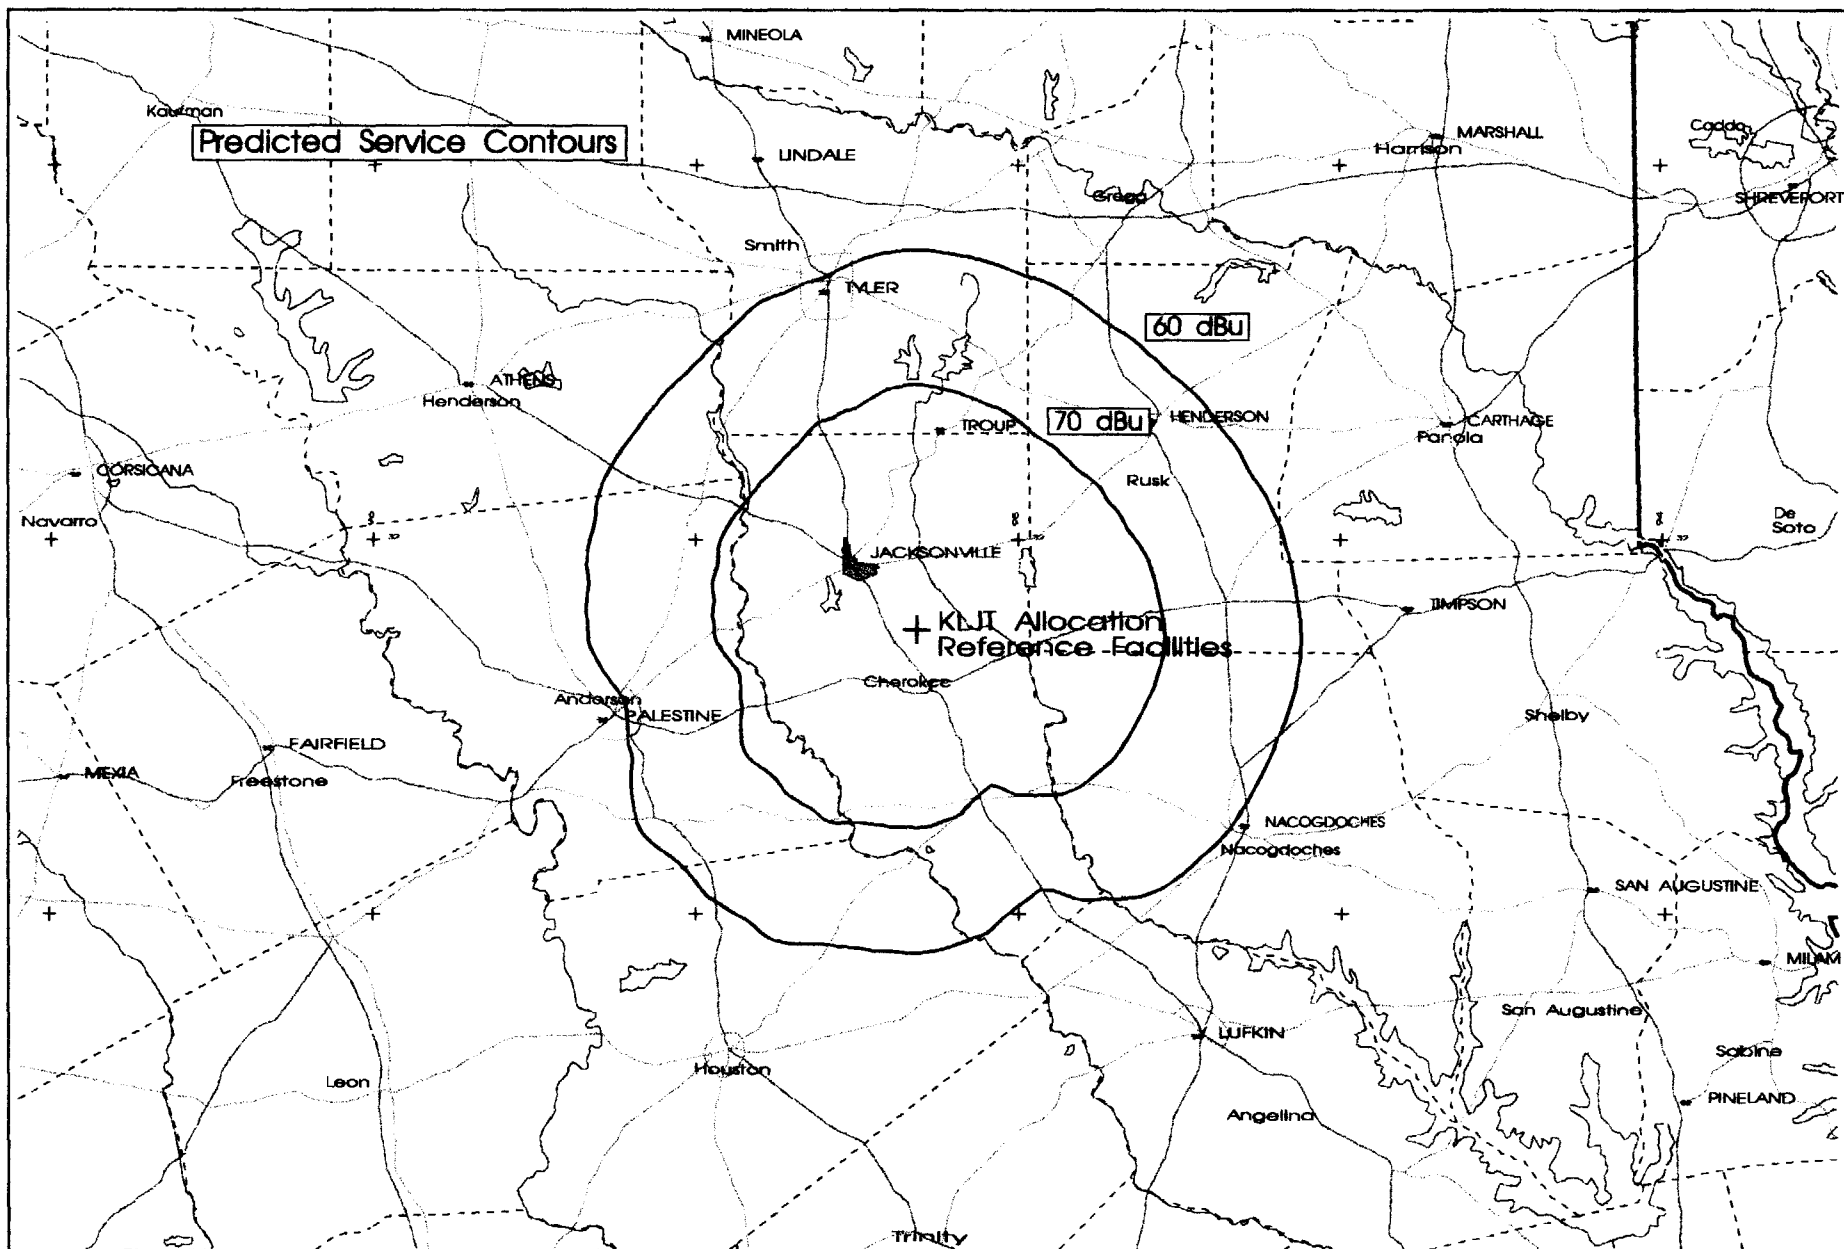 MINEOLA
Kaufman
Predicted Service Contours
LINDALE
MARSHALL
Harrison
Caddo
Gregg
SHREVEPORT
Smith
TYLER
60 dBu
ATHENS
Henderson
70 dBu
HENDERSON
TROUP
CARTHAGE
Panola
CORSICANA
Rusk
Navarro
De
Soto
JACKSONVILLE
TIMPSON
KLJT Allocation
Reference Facilities
Cherokee
Anderson
PALESTINE
Shelby
FAIRFIELD
MEXIA
Freestone
NACOGDOCHES
Nacogdoches
SAN AUGUSTINE
MILAM
San Augustine
LUFKIN
Sabine
Houston
Leon
PINELAND
Angelina
Trinity